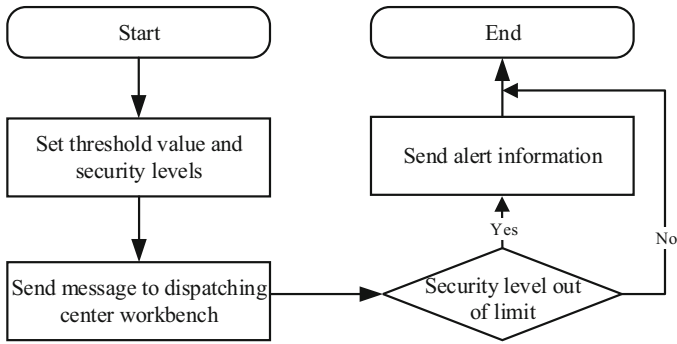 Start
Set threshold value and
security levels
Send message to dispatching
center workbench
Security level out
of limit
Yes
No
Send alert information
End